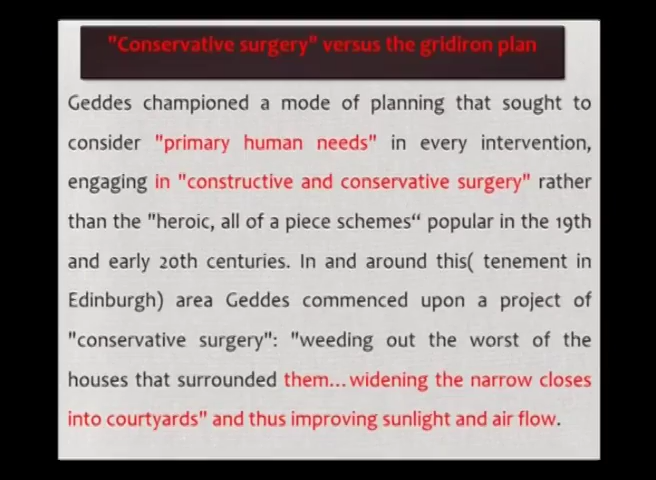 "Conservative surgery" versus the gridiron plan
Geddes championed a mode of planning that sought to
consider "primary human needs" in every intervention,
engaging in "constructive and conservative surgery" rather
than the "heroic, all of a piece schemes“ popular in the 19th
and early 20th centuries. In and around this( tenement in
Edinburgh) area Geddes commenced upon a project of
"conservative surgery": "weeding out the worst of the
houses that surrounded them...widening the narrow closes
into courtyards" and thus improving sunlight and air flow.